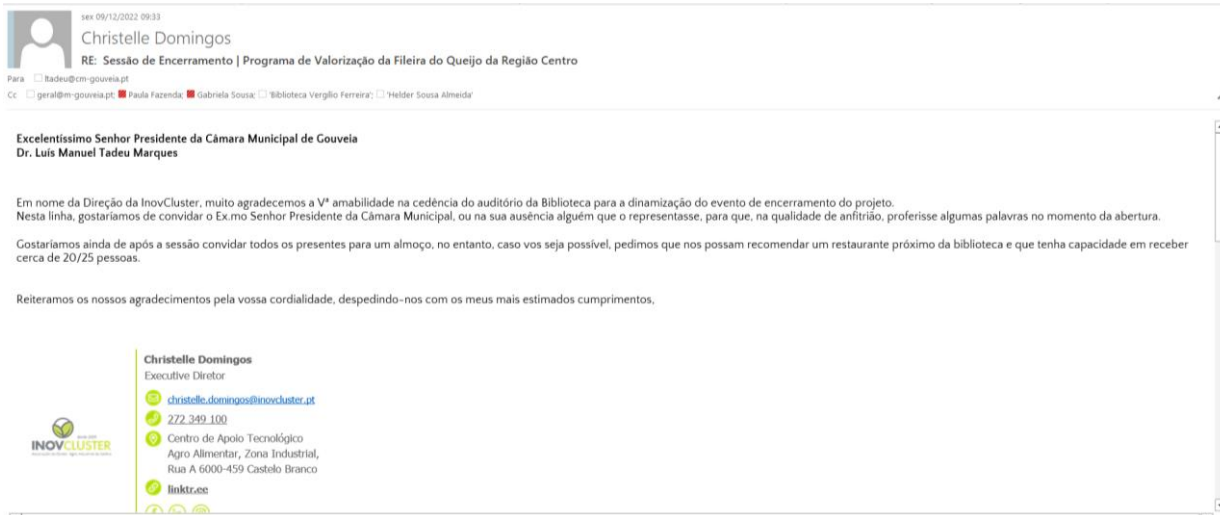 sex 09/12/2022 09:33
Christelle Domingos
RE: Sessão de Encerramento | Programa de Valorização da Fileira do Queijo da Região Centro
Para ltadeu@cm-gouveia.pt
Cc geral@m-gouveia.pt; Paula Fazenda; Gabriela Sousa; 'Biblioteca Vergílio Ferreira'; 'Helder Sousa Almeida'
Excelentíssimo Senhor Presidente da Câmara Municipal de Gouveia
Dr. Luís Manuel Tadeu Marques
Em nome da Direção da InovCluster, muito agradecemos a Vª amabilidade na cedência do auditório da Biblioteca para a dinamização do evento de encerramento do projeto.
Nesta linha, gostaríamos de convidar o Ex.mo Senhor Presidente da Câmara Municipal, ou na sua ausência alguém que o representasse, para que, na qualidade de anfitrião, proferisse algumas palavras no momento da abertura.
Gostaríamos ainda de após a sessão convidar todos os presentes para um almoço, no entanto, caso vos seja possível, pedimos que nos possam recomendar um restaurante próximo da biblioteca e que tenha capacidade em receber
cerca de 20/25 pessoas.
Reiteramos os nossos agradecimentos pela vossa cordialidade, despedindo-nos com os meus mais estimados cumprimentos,
Christelle Domingos
Executive Diretor
christelle.domingos@inovcluster.pt
272 349 100
Centro de Apoio Tecnológico
Agro Alimentar, Zona Industrial,
Rua A 6000-459 Castelo Branco
linktr.ee
INOVCLUSTER